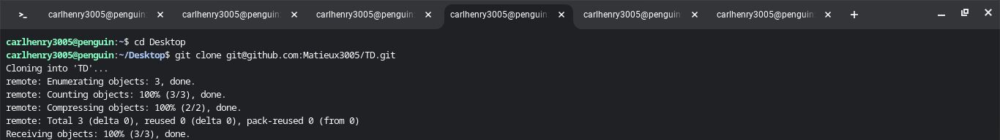 >_ carlhenry3005@penguin: carlhenry3005@penguin: carlhenry3005@penguin: carlhenry3005@penguin carlhenry3005@penguin: carlhenry3005@penguin:
carlhenry3005@penguin:~$ cd Desktop
carlhenry3005@penguin:~/Desktop$ git clone git@github.com:Matieux3005/TD.git
Cloning into 'TD'...
remote: Enumerating objects: 3, done.
remote: Counting objects: 100% (3/3), done.
remote: Compressing objects: 100% (2/2), done.
remote: Total 3 (delta 0), reused 0 (delta 0), pack-reused 0 (from 0)
Receiving objects: 100% (3/3), done.